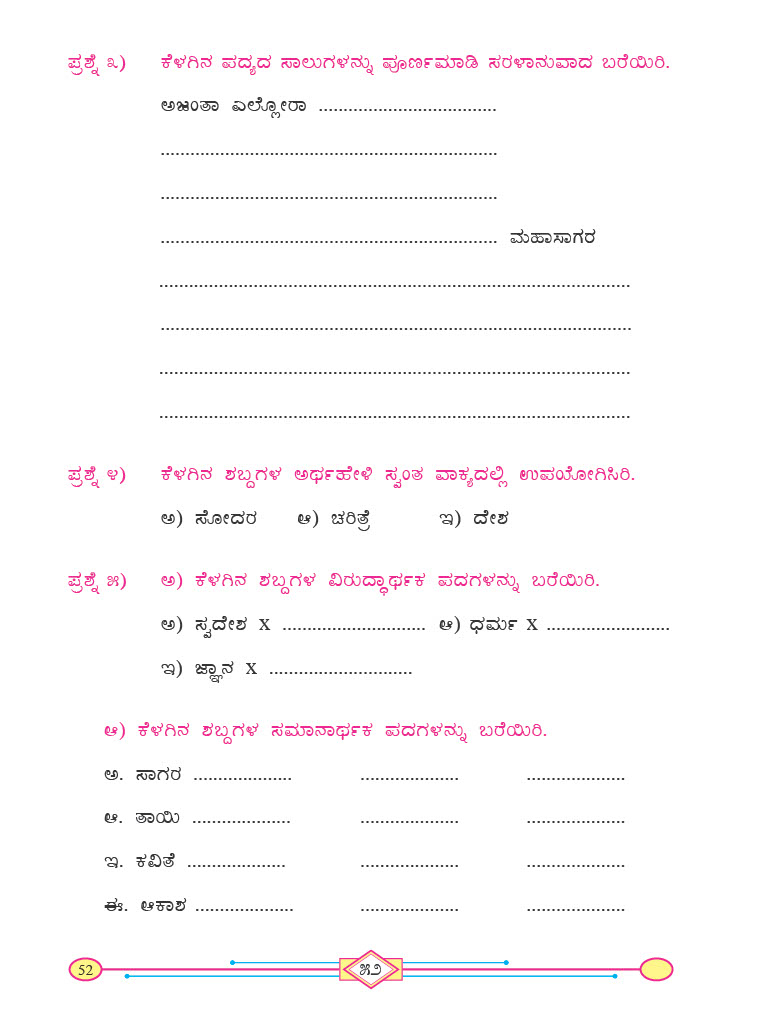 ಪ್ರಶ್ನೆ ೩) ಕೆಳಗಿನ ಪದ್ಯದ ಸಾಲುಗಳನ್ನು ಪೂರ್ಣಮಾಡಿ ಸರಳಾನುವಾದ ಬರೆಯಿರಿ.
ಅಜಂತಾ ಎಲ್ಲೋರಾ ....................................
....................................................................
....................................................................
.................................................................... ಮಹಾಸಾಗರ
...............................................................................................
...............................................................................................
...............................................................................................
...............................................................................................
ಪ್ರಶ್ನೆ ೪) ಕೆಳಗಿನ ಶಬ್ದಗಳ ಅರ್ಥಹೇಳಿ ಸ್ವಂತ ವಾಕ್ಯದಲ್ಲಿ ಉಪಯೋಗಿಸಿರಿ.
ಅ) ಸೋದರ ಆ) ಚರಿತ್ರೆ ಇ) ದೇಶ
ಪ್ರಶ್ನೆ ೫) ಅ) ಕೆಳಗಿನ ಶಬ್ದಗಳ ವಿರುದ್ಧಾರ್ಥಕ ಪದಗಳನ್ನು ಬರೆಯಿರಿ.
ಅ) ಸ್ವದೇಶ X ............................. ಆ) ಧರ್ಮ X .........................
ಇ) ಜ್ಞಾನ X .............................
ಆ) ಕೆಳಗಿನ ಶಬ್ದಗಳ ಸಮಾನಾರ್ಥಕ ಪದಗಳನ್ನು ಬರೆಯಿರಿ.
ಅ. ಸಾಗರ .................... .................... ....................
ಆ. ತಾಯಿ .................... .................... ....................
ಇ. ಕವಿತೆ .................... .................... ....................
ಈ. ಆಕಾಶ .................... .................... ....................
52 ೫೨